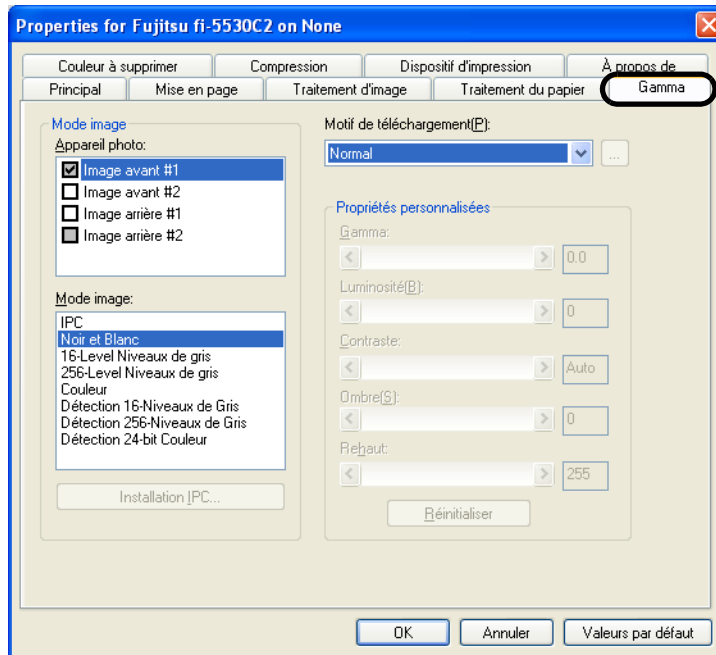 Properties for Fujitsu fi-5530C2 on None
Couleur à supprimer
Compression
Dispositif d'impression
À propos de
Principal
Mise en page
Traitement d'image
Traitement du papier
Gamma
Mode image
Appareil photo:
Image avant #1
Image avant #2
Image arrière #1
Image arrière #2
Mode image:
IPC
Noir et Blanc
16-Level Niveaux de gris
256-Level Niveaux de gris
Couleur
Détection 16-Niveaux de Gris
Détection 256-Niveaux de Gris
Détection 24-bit Couleur
Installation IPC...
Motif de téléchargement(P):
Normal
...
Propriétés personnalisées
Gamma:
0.0
Luminosité(B):
0
Contraste:
Auto
Ombre(S):
0
Rehaut:
255
Réinitialiser
OK
Annuler
Valeurs par défaut